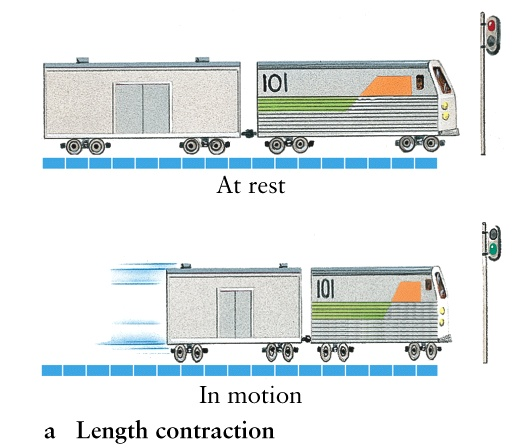 101
At rest
101
In motion
a Length contraction